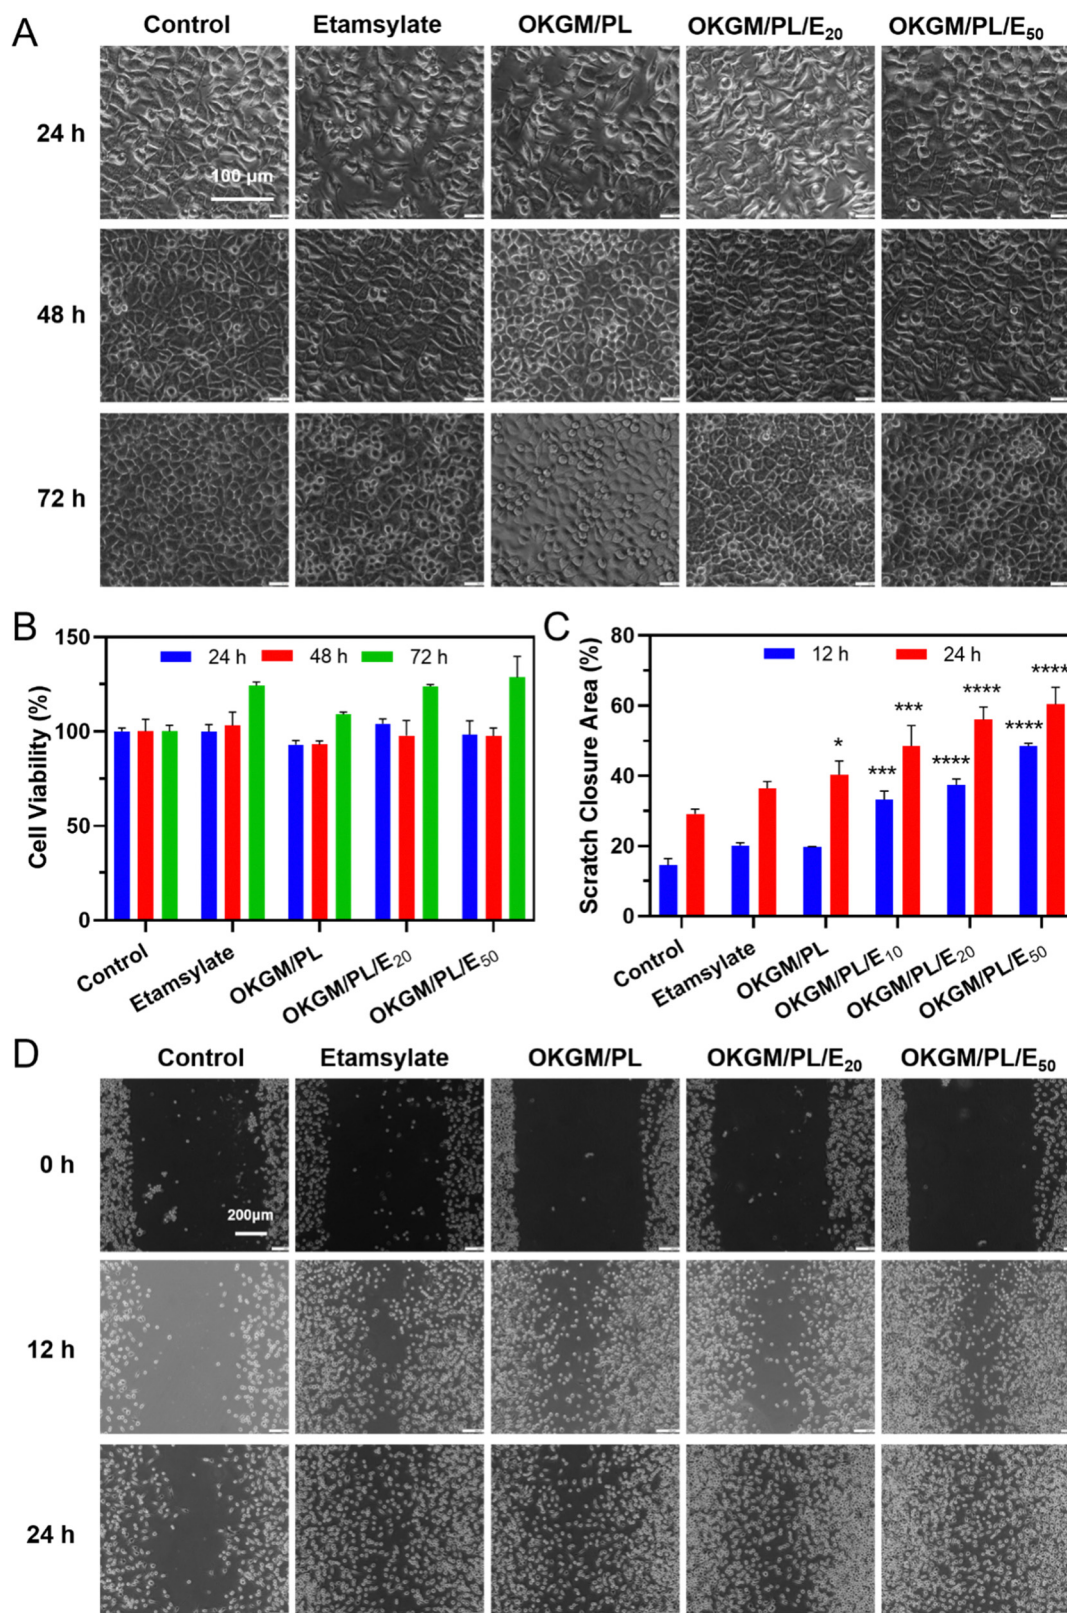 A
Control Etamsylate OKGM/PL OKGM/PL/E₂₀ OKGM/PL/E₅₀
24 h
100 µm
48 h
72 h
B
150
24 h 48 h 72 h
100
50
0
Cell Viability (%)
Control Etamsylate OKGM/PL OKGM/PL/E₂₀ OKGM/PL/E₅₀
C
80
12 h 24 h
60
40
20
0
Scratch Closure Area (%)
* *** *** **** **** **** ****
Control Etamsylate OKGM/PL OKGM/PL/E₁₀ OKGM/PL/E₂₀ OKGM/PL/E₅₀
D
Control Etamsylate OKGM/PL OKGM/PL/E₂₀ OKGM/PL/E₅₀
0 h
200µm
12 h
24 h